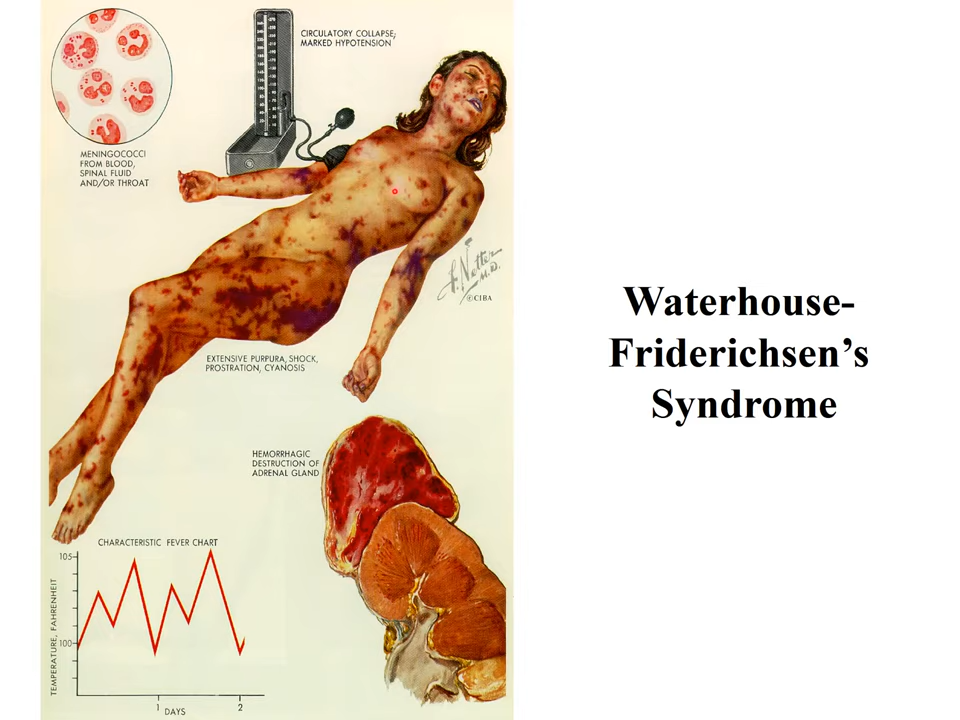 CIRCULATORY COLLAPSE;
MARKED HYPOTENSION
MENINGOCOCCI
FROM BLOOD,
SPINAL FLUID
AND/OR THROAT
F. Netter
M.D.
© CIBA
EXTENSIVE PURPURA, SHOCK,
PROSTRATION, CYANOSIS
Waterhouse-
Friderichsen’s
Syndrome
HEMORRHAGIC
DESTRUCTION OF
ADRENAL GLAND
CHARACTERISTIC FEVER CHART
TEMPERATURE, FAHRENHEIT
105
100
1
2
DAYS